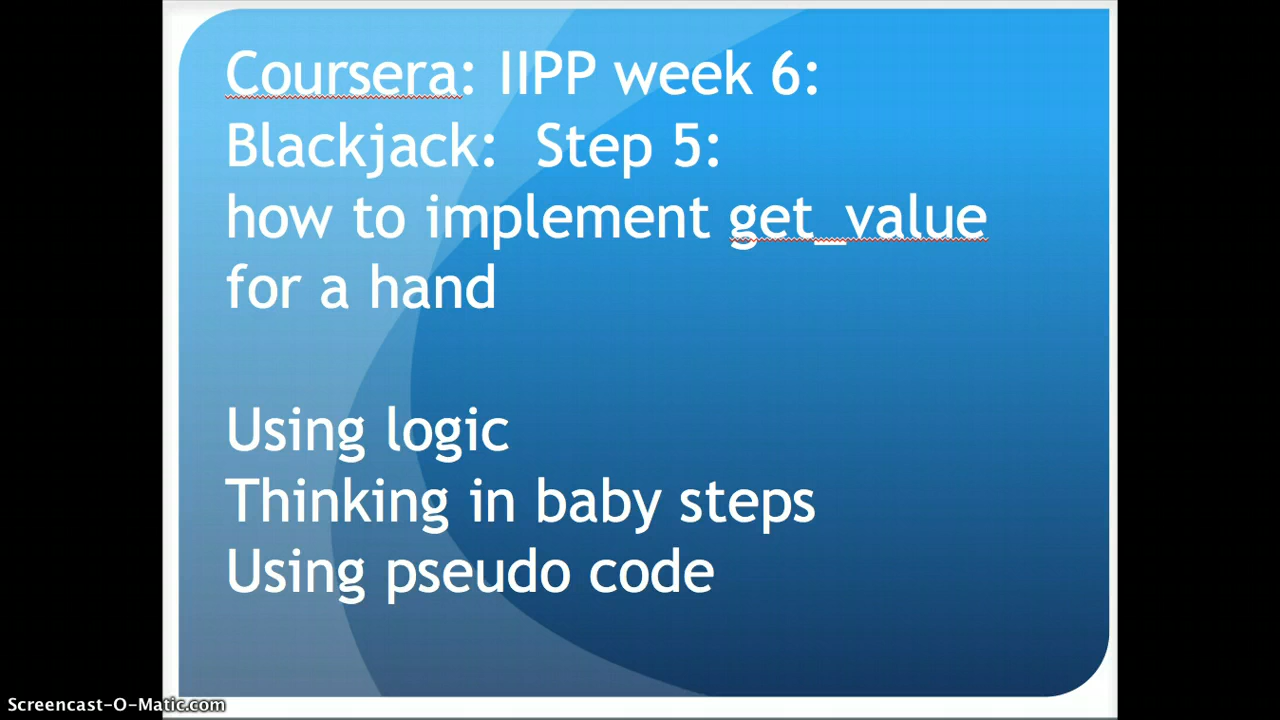 Coursera: IIPP week 6:
Blackjack: Step 5:
how to implement get_value
for a hand
Using logic
Thinking in baby steps
Using pseudo code
Screencast-O-Matic.com